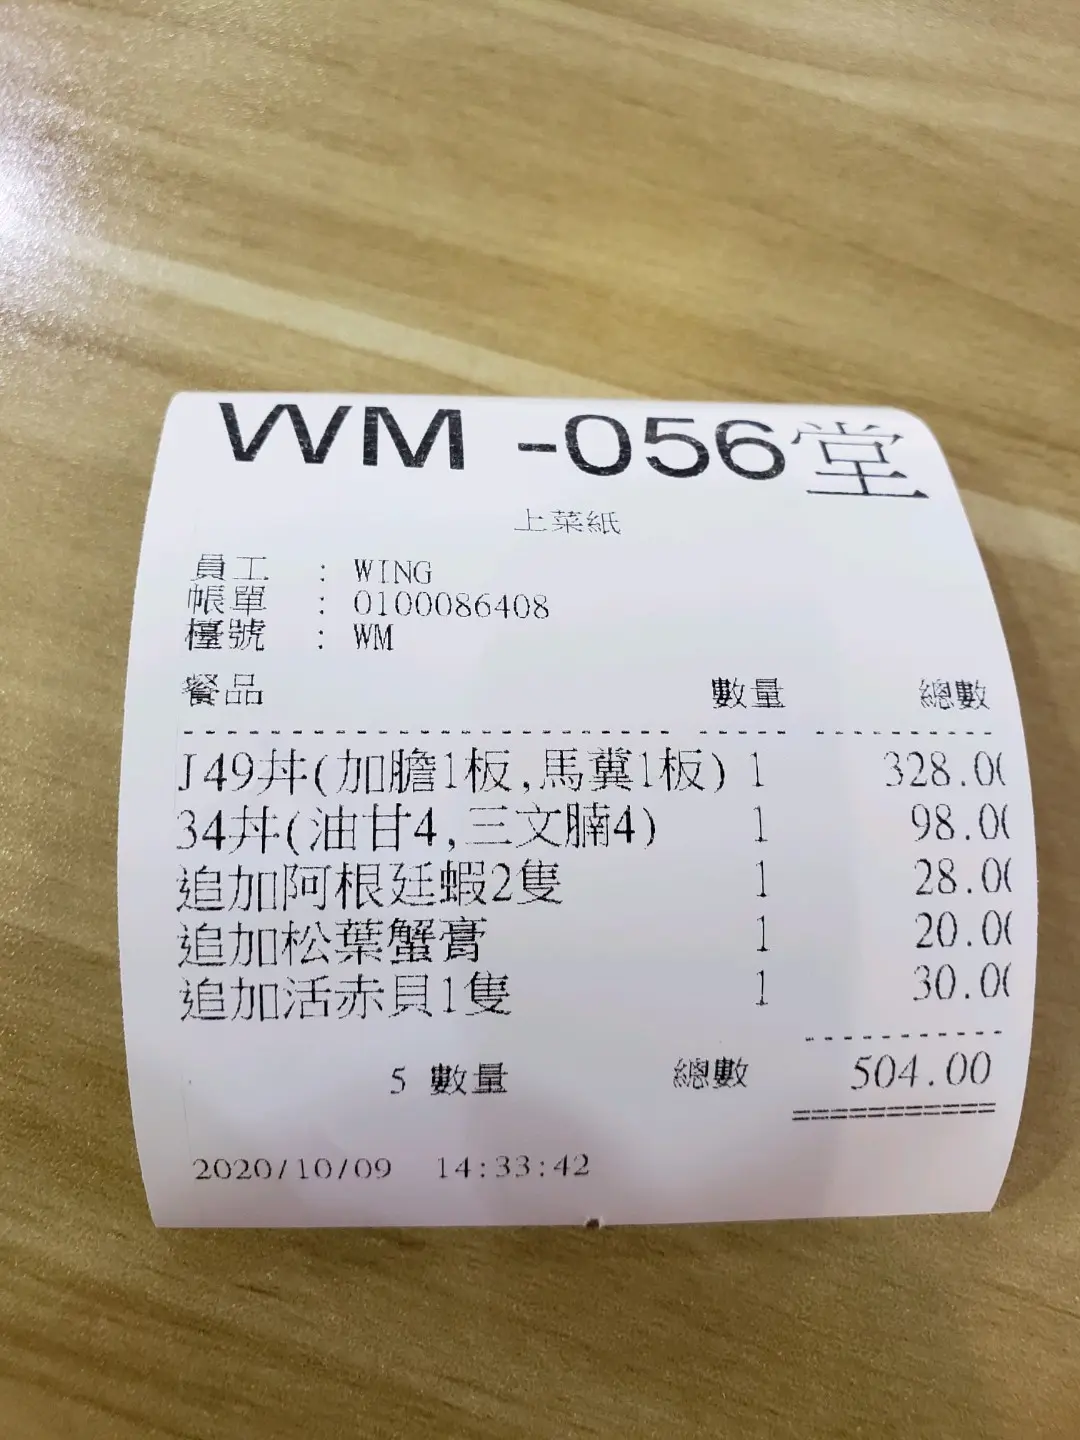 WM -056堂
上菜紙
員工 : WING
帳單 : 0100086408
檯號 : WM
餐品 數量 總數
J49丼(加膽1板,馬糞1板) 1 328.00
34丼(油甘4,三文腩4) 1 98.00
追加阿根廷蝦2隻 1 28.00
追加松葉蟹膏 1 20.00
追加活赤貝1隻 1 30.00
5 數量 總數 504.00
2020/10/09 14:33:42